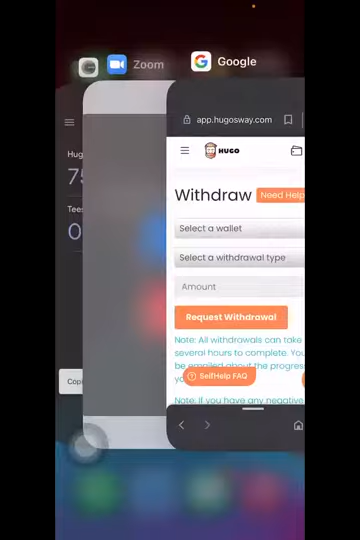 Zoom
Google
app.hugosway.com
HUGO
Hug
75
Tees
0
Copi
Withdraw
Need Help
Select a wallet
Select a withdrawal type
Amount
Request Withdrawal
Note: All withdrawals can take
several hours to complete. You
be emailed about the progres
SelfHelp FAQ
Note: If you have any negative